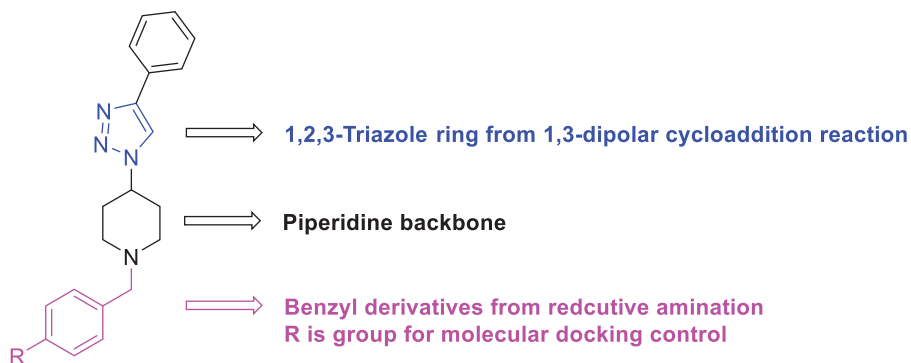 N
N
N
1,2,3-Triazole ring from 1,3-dipolar cycloaddition reaction
Piperidine backbone
N
Benzyl derivatives from redcutive amination
R is group for molecular docking control
R